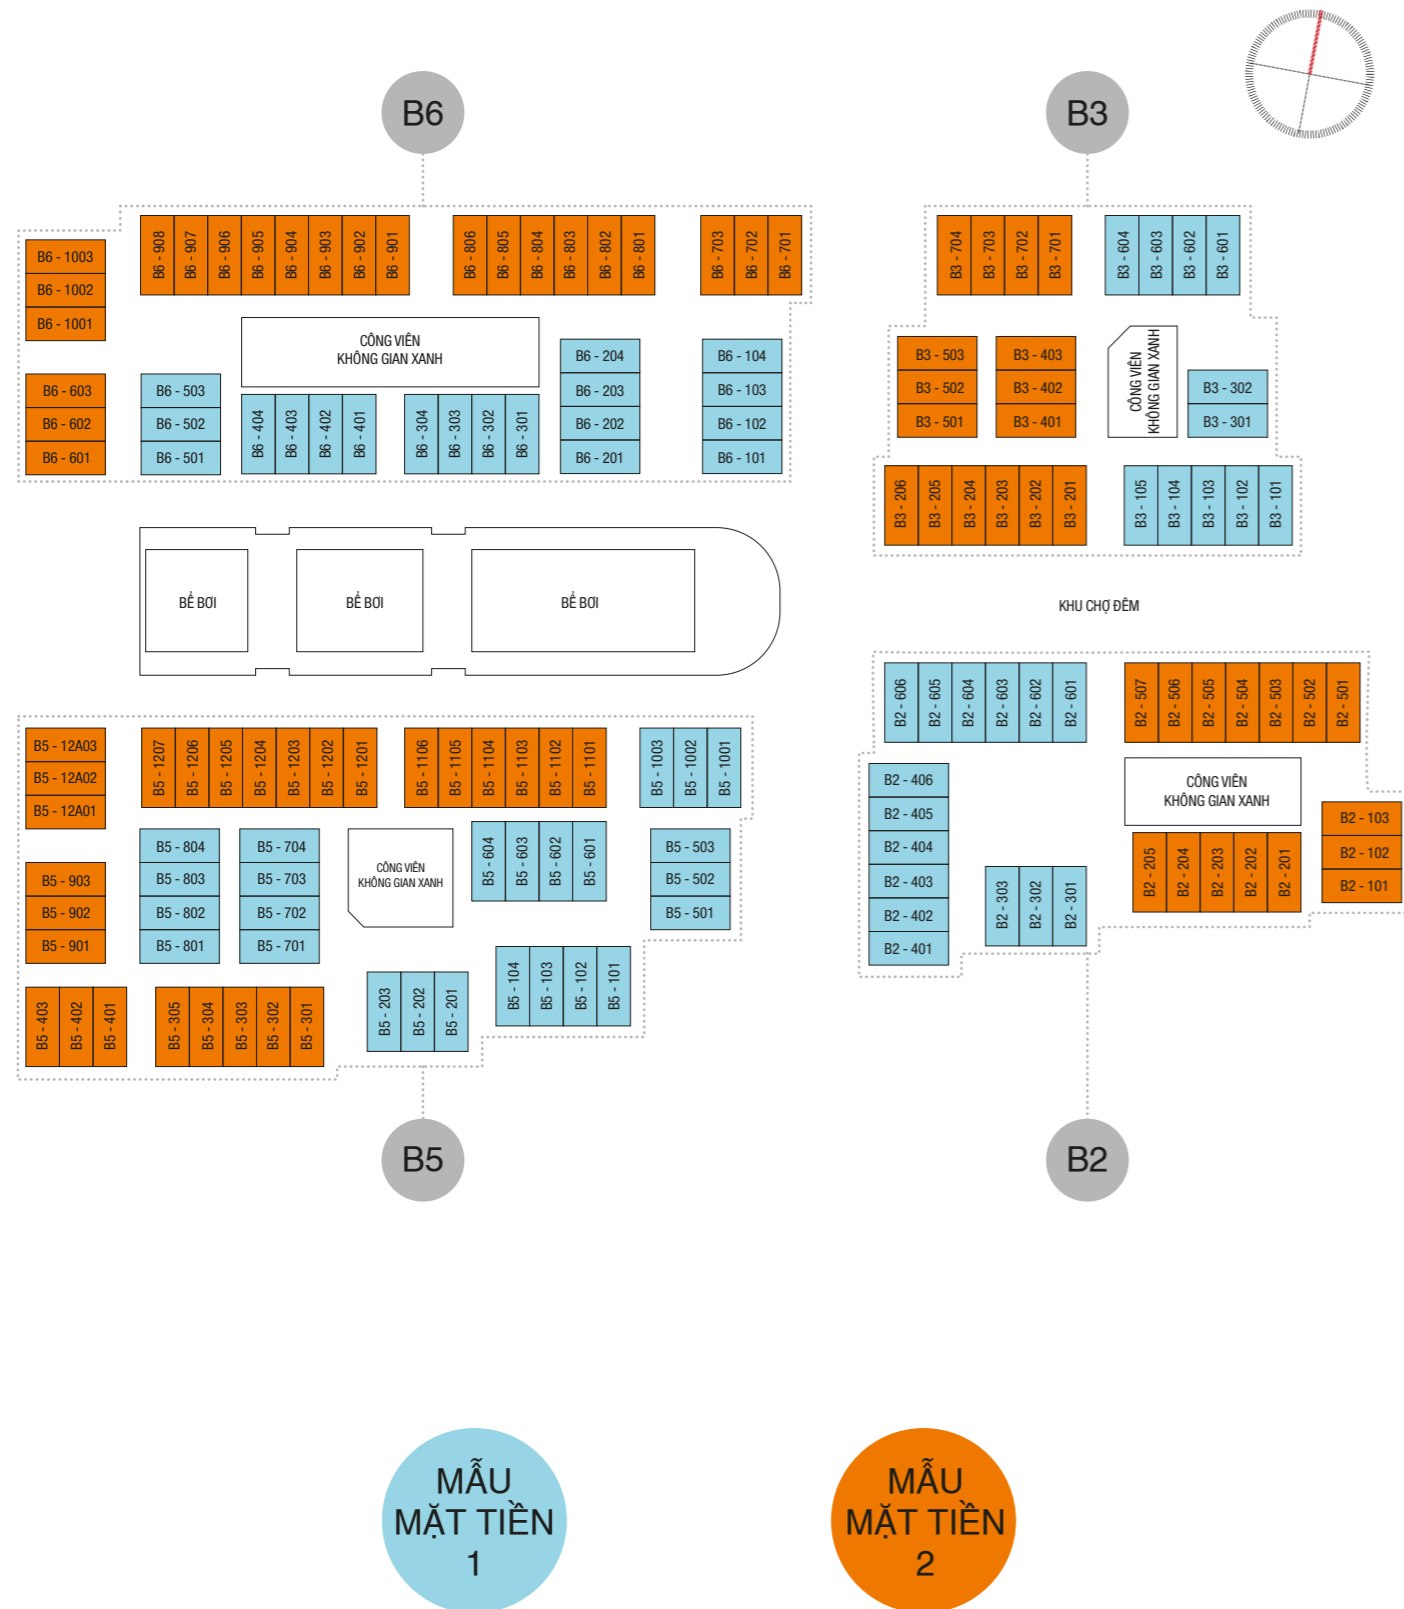 B6
B3
B6 - 1003
B6 - 1002
B6 - 1001
B6 - 908
B6 - 907
B6 - 906
B6 - 905
B6 - 904
B6 - 903
B6 - 902
B6 - 901
B6 - 806
B6 - 805
B6 - 804
B6 - 803
B6 - 802
B6 - 801
B6 - 703
B6 - 702
B6 - 701
CÔNG VIÊN
KHÔNG GIAN XANH
B6 - 603
B6 - 602
B6 - 601
B6 - 503
B6 - 502
B6 - 501
B6 - 404
B6 - 403
B6 - 402
B6 - 401
B6 - 304
B6 - 303
B6 - 302
B6 - 301
B6 - 204
B6 - 203
B6 - 202
B6 - 201
B6 - 104
B6 - 103
B6 - 102
B6 - 101
B3 - 704
B3 - 703
B3 - 702
B3 - 701
B3 - 604
B3 - 603
B3 - 602
B3 - 601
B3 - 503
B3 - 502
B3 - 501
B3 - 403
B3 - 402
B3 - 401
CÔNG VIÊN
KHÔNG GIAN XANH
B3 - 302
B3 - 301
B3 - 206
B3 - 205
B3 - 204
B3 - 203
B3 - 202
B3 - 201
B3 - 105
B3 - 104
B3 - 103
B3 - 102
B3 - 101
BỂ BƠI
BỂ BƠI
BỂ BƠI
KHU CHỢ ĐÊM
B5 - 12A03
B5 - 12A02
B5 - 12A01
B5 - 1207
B5 - 1206
B5 - 1205
B5 - 1204
B5 - 1203
B5 - 1202
B5 - 1201
B5 - 1106
B5 - 1105
B5 - 1104
B5 - 1103
B5 - 1102
B5 - 1101
B5 - 1003
B5 - 1002
B5 - 1001
B5 - 903
B5 - 902
B5 - 901
B5 - 804
B5 - 803
B5 - 802
B5 - 801
B5 - 704
B5 - 703
B5 - 702
B5 - 701
CÔNG VIÊN
KHÔNG GIAN XANH
B5 - 604
B5 - 603
B5 - 602
B5 - 601
B5 - 503
B5 - 502
B5 - 501
B5 - 403
B5 - 402
B5 - 401
B5 - 305
B5 - 304
B5 - 303
B5 - 302
B5 - 301
B5 - 203
B5 - 202
B5 - 201
B5 - 104
B5 - 103
B5 - 102
B5 - 101
B2 - 606
B2 - 605
B2 - 604
B2 - 603
B2 - 602
B2 - 601
B2 - 507
B2 - 506
B2 - 505
B2 - 504
B2 - 503
B2 - 502
B2 - 501
B2 - 406
B2 - 405
B2 - 404
B2 - 403
B2 - 402
B2 - 401
B2 - 303
B2 - 302
B2 - 301
CÔNG VIÊN
KHÔNG GIAN XANH
B2 - 205
B2 - 204
B2 - 203
B2 - 202
B2 - 201
B2 - 103
B2 - 102
B2 - 101
B5
B2
MẪU
MẶT TIỀN
1
MẪU
MẶT TIỀN
2